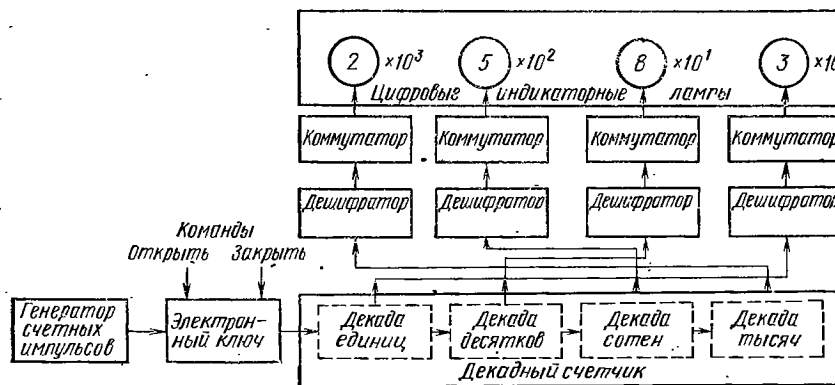 2 ×10³ 5 ×10² 8 ×10¹ 3 ×10
Цифровые индикаторные лампы
Коммутатор Коммутатор Коммутатор Коммутатор
Дешифратор Дешифратор Дешифратор Дешифратор
Команды
Открыть Закрыть
Генератор
счетных
импульсов
Электрон-
ный ключ
Декада
единиц
Декада
десятков
Декада
сотен
Декада
тысяч
Декадный счетчик